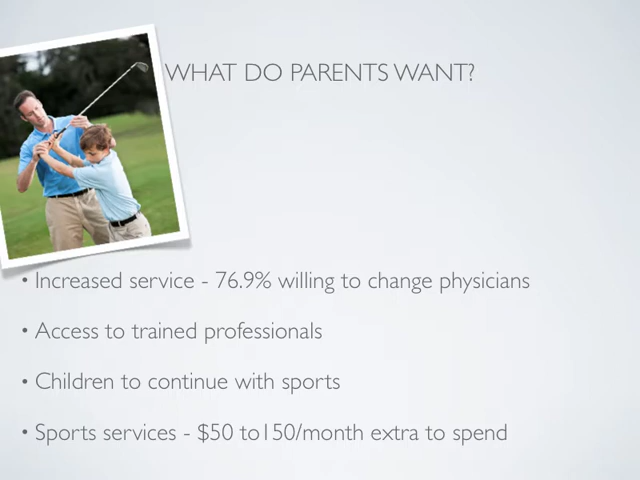 WHAT DO PARENTS WANT?
• Increased service - 76.9% willing to change physicians
• Access to trained professionals
• Children to continue with sports
• Sports services - $50 to150/month extra to spend